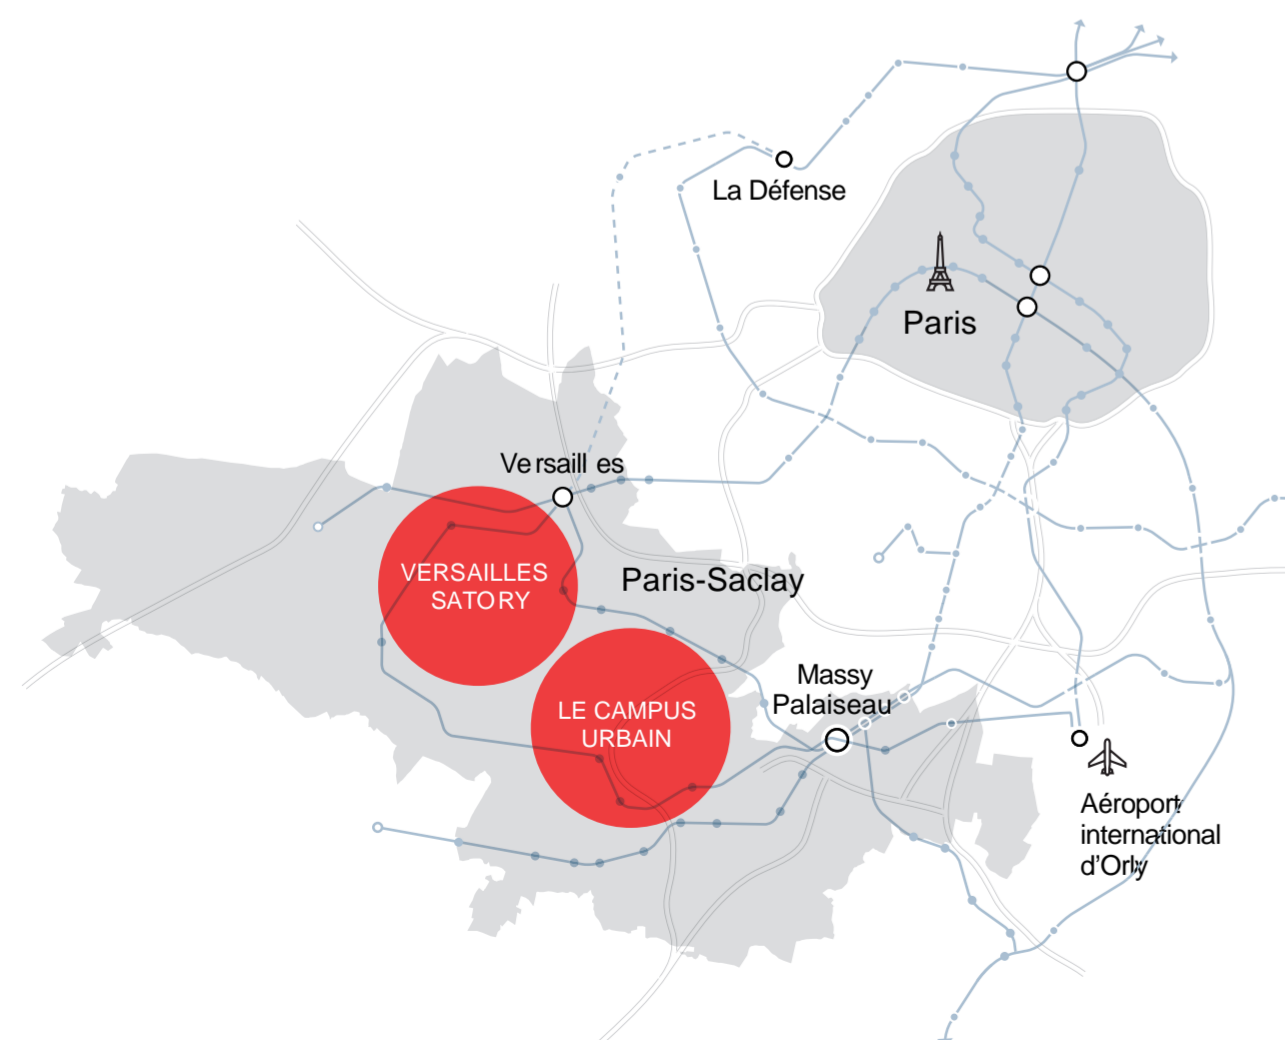 La Défense
Paris
Versailles
VERSAILLES
SATORY
Paris-Saclay
Massy
Palaiseau
LE CAMPUS
URBAIN
Aéroport
international
d'Orly